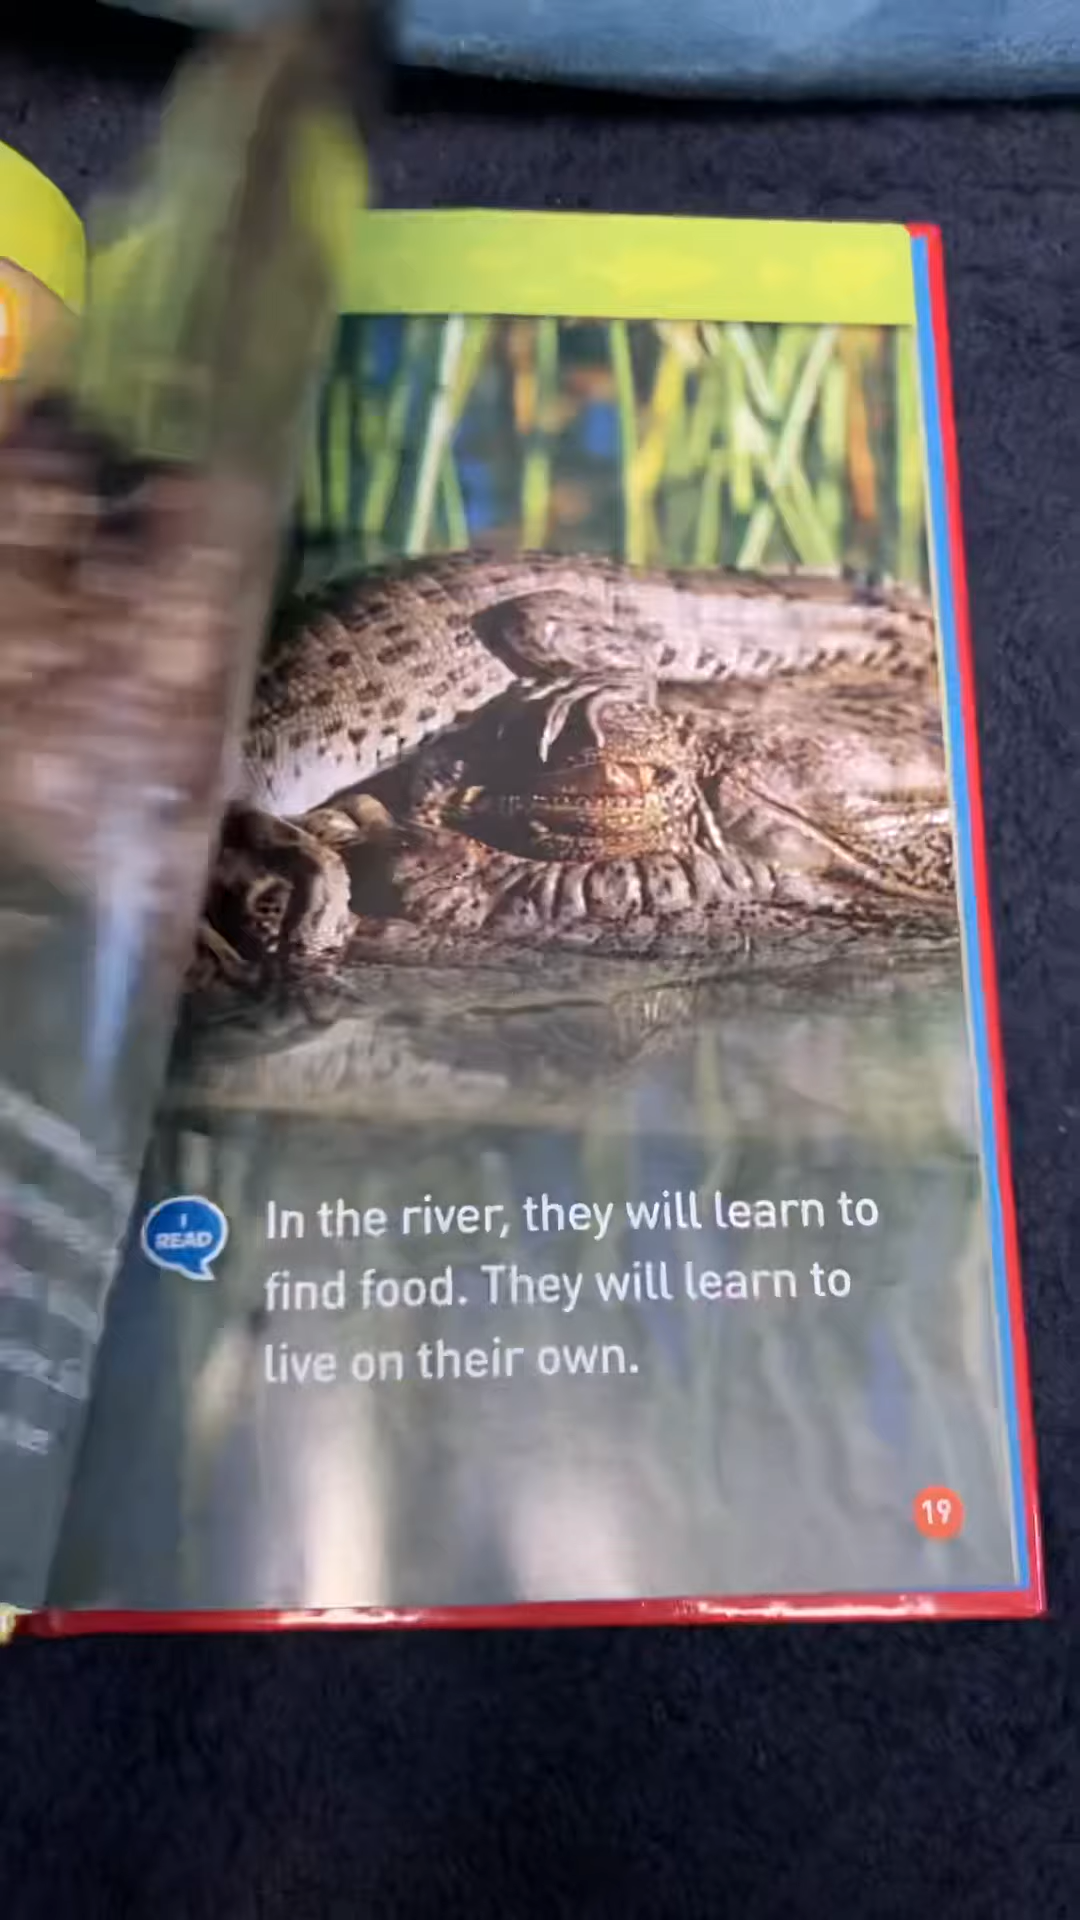 I
READ
In the river, they will learn to
find food. They will learn to
live on their own.
19